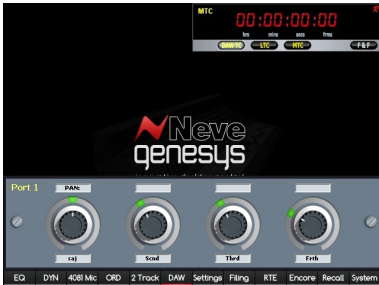 MTC
00:00:00:00
hrs mins secs frms
DAW TC LTC MTC F & F
Neve
genesys
Port 1 PAN:
saj Scnd Thrd Frth
EQ DYN 4081 Mic ORD 2 Track DAW Settings Filing RTE Encore Recall System